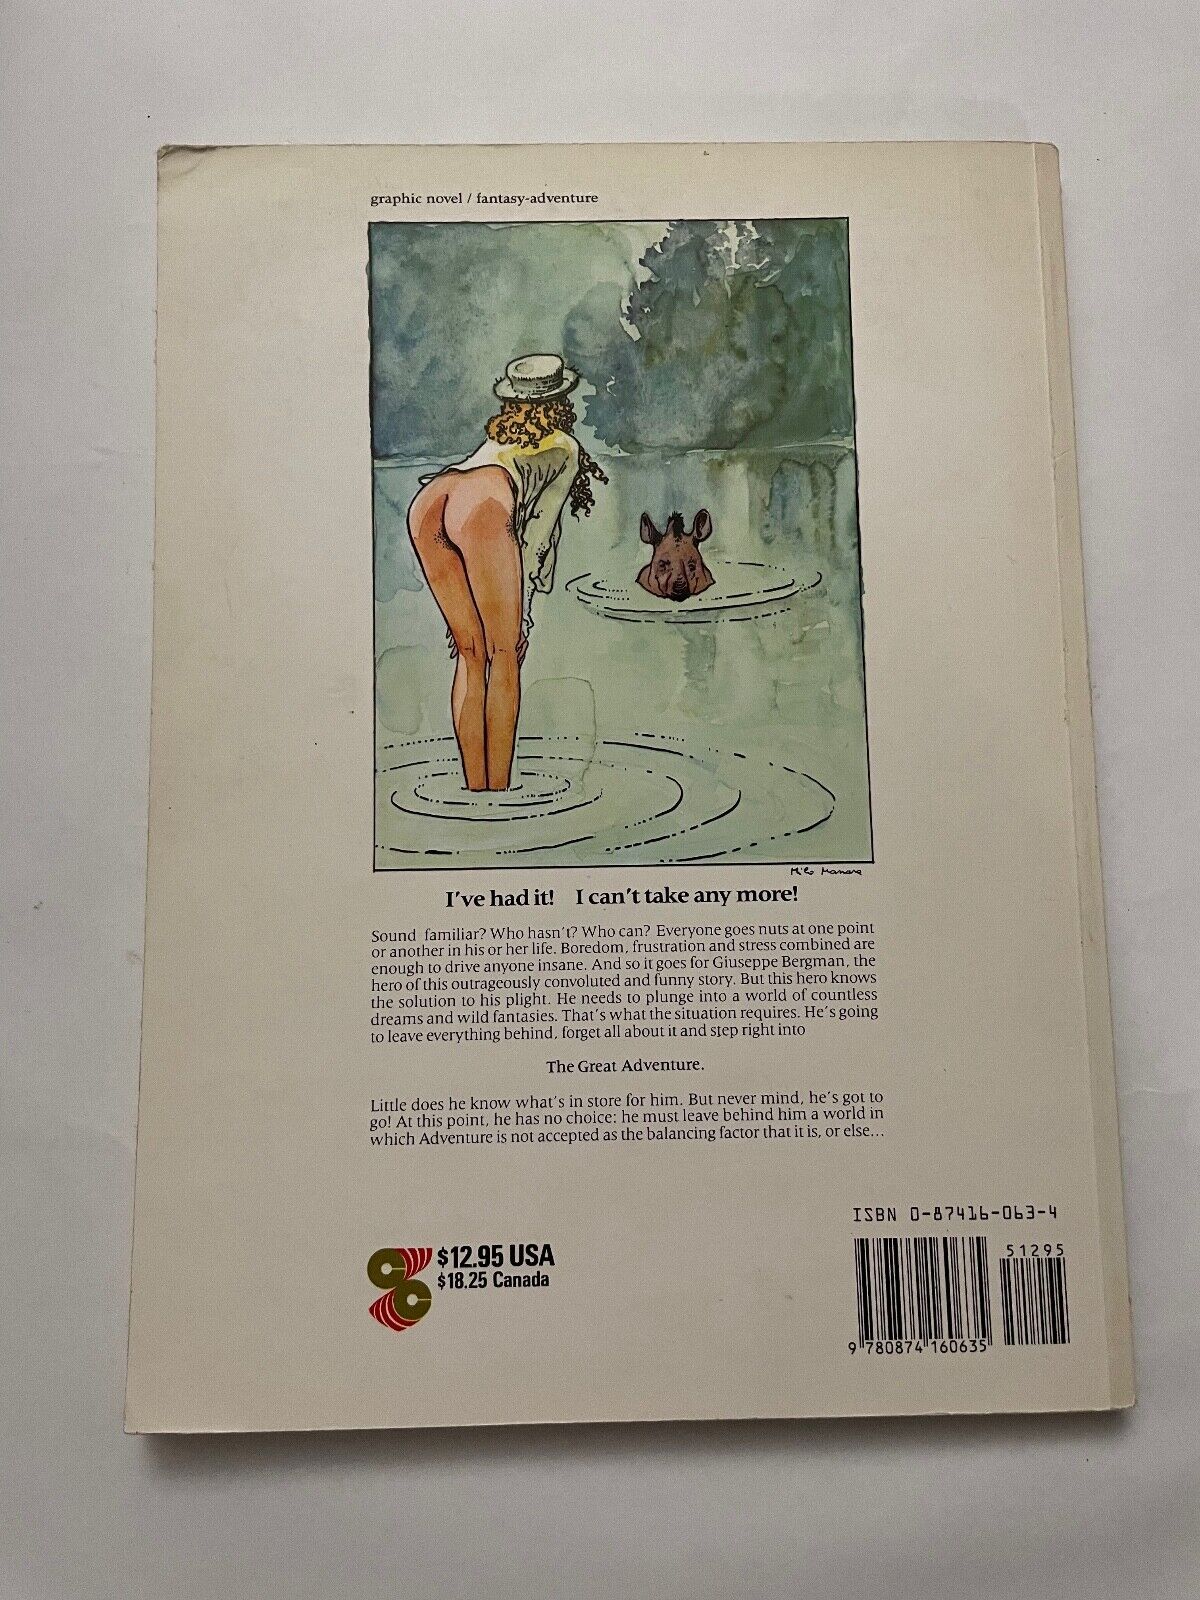 graphic novel / fantasy-adventure
Milo Manara
I've had it! I can't take any more!
Sound familiar? Who hasn't? Who can? Everyone goes nuts at one point
or another in his or her life. Boredom, frustration and stress combined are
enough to drive anyone insane. And so it goes for Giuseppe Bergman, the
hero of this outrageously convoluted and funny story. But this hero knows
the solution to his plight. He needs to plunge into a world of countless
dreams and wild fantasies. That's what the situation requires. He's going
to leave everything behind, forget all about it and step right into
The Great Adventure.
Little does he know what's in store for him. But never mind, he's got to
go! At this point, he has no choice: he must leave behind him a world in
which Adventure is not accepted as the balancing factor that it is, or else...
ISBN 0-87416-063-4
$12.95 USA
$18.25 Canada
51295
9 780874 160635